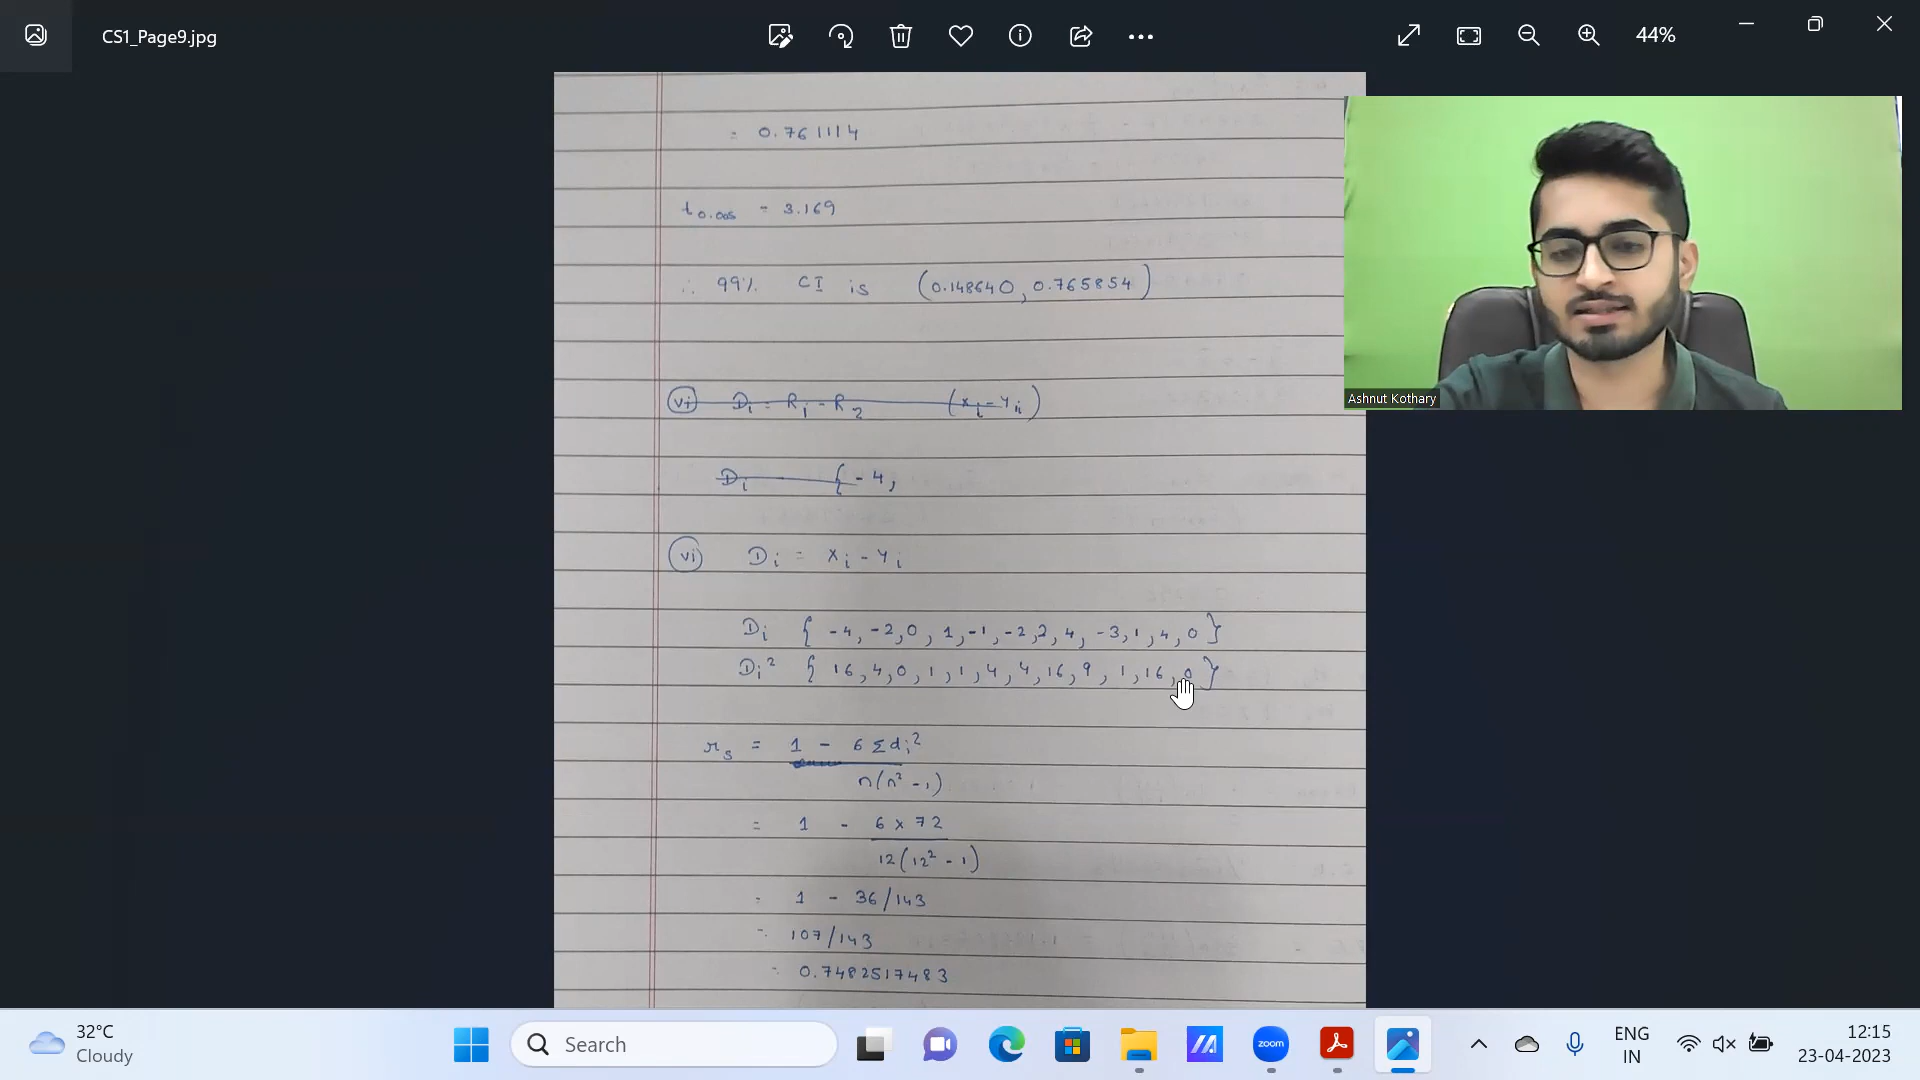 CS1_Page9.jpg
44%
= 0.761114
t0.005 = 3.169
∴ 99% CI is (0.148640, 0.765854)
(vi) Di = Ri - R2 (xi - yi)
Di { -4,
(vi) Di = xi - yi
Di { -4, -2, 0, 1, -1, -2, 2, 4, -3, 1, 4, 0 }
Di² { 16, 4, 0, 1, 1, 4, 4, 16, 9, 1, 16, 0 }
rs = 1 - 6 Σdi²
n(n² - 1)
= 1 - 6 x 72
12(12² - 1)
= 1 - 36/143
= 107/143
= 0.7482517483
Ashnut Kothary
32°C
Cloudy
Search
zoom
ENG
IN
12:15
23-04-2023